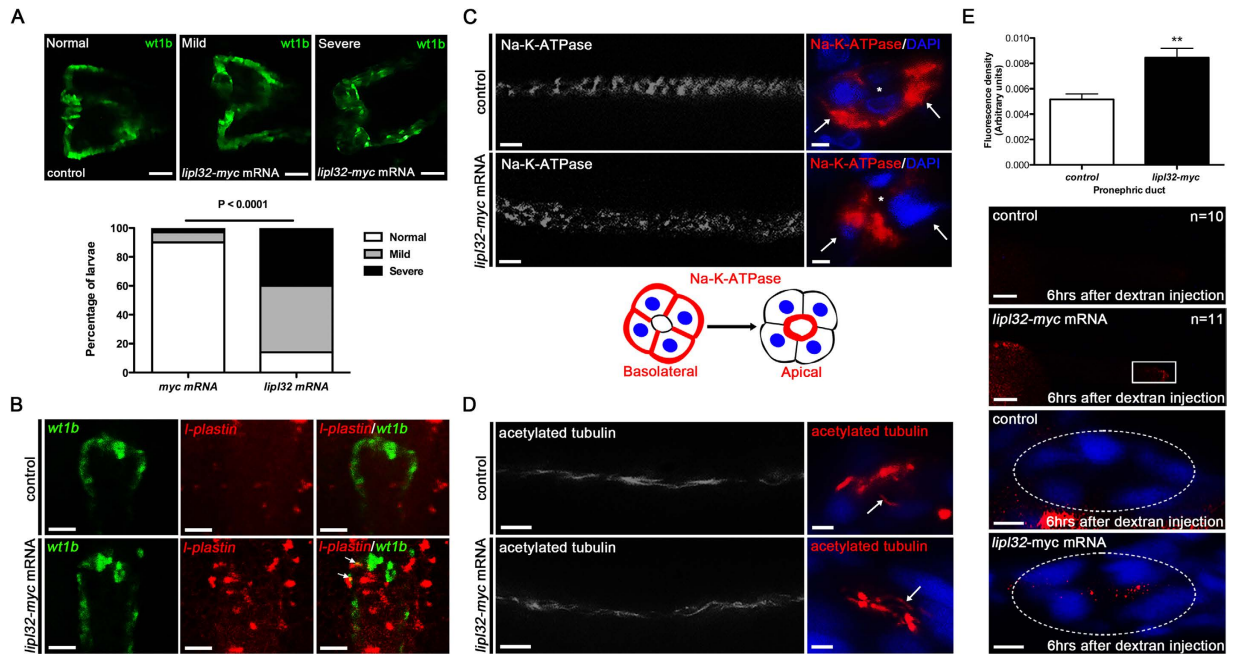 A
Normal
wt1b
control
Mild
wt1b
lipl32-myc mRNA
Severe
wt1b
lipl32-myc mRNA
P < 0.0001
Percentage of larvae
100
80
60
40
20
0
myc mRNA
lipl32 mRNA
Normal
Mild
Severe
B
control
wt1b
l-plastin
l-plastin/wt1b
lipl32-myc mRNA
wt1b
l-plastin
l-plastin/wt1b
C
control
Na-K-ATPase
Na-K-ATPase/DAPI
*
lipl32-myc mRNA
Na-K-ATPase
Na-K-ATPase/DAPI
*
Na-K-ATPase
Basolateral
Apical
D
control
acetylated tubulin
acetylated tubulin
lipl32-myc mRNA
acetylated tubulin
acetylated tubulin
E
Fluorescence density
(Arbitrary units)
0.010
0.008
0.006
0.004
0.002
0.000
**
control
lipl32-myc
Pronephric duct
control
n=10
6hrs after dextran injection
lipl32-myc mRNA
n=11
6hrs after dextran injection
control
6hrs after dextran injection
lipl32-myc mRNA
6hrs after dextran injection